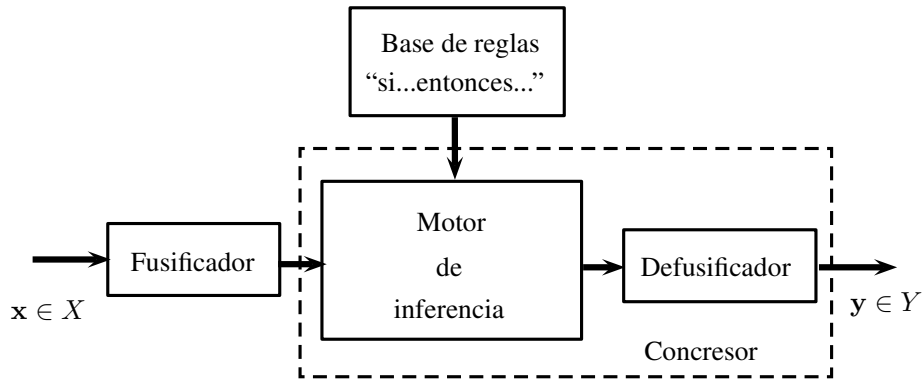 Base de reglas
“si...entonces...”
Motor
de
inferencia
Fusificador
Defusificador
x ∈ X
y ∈ Y
Concresor